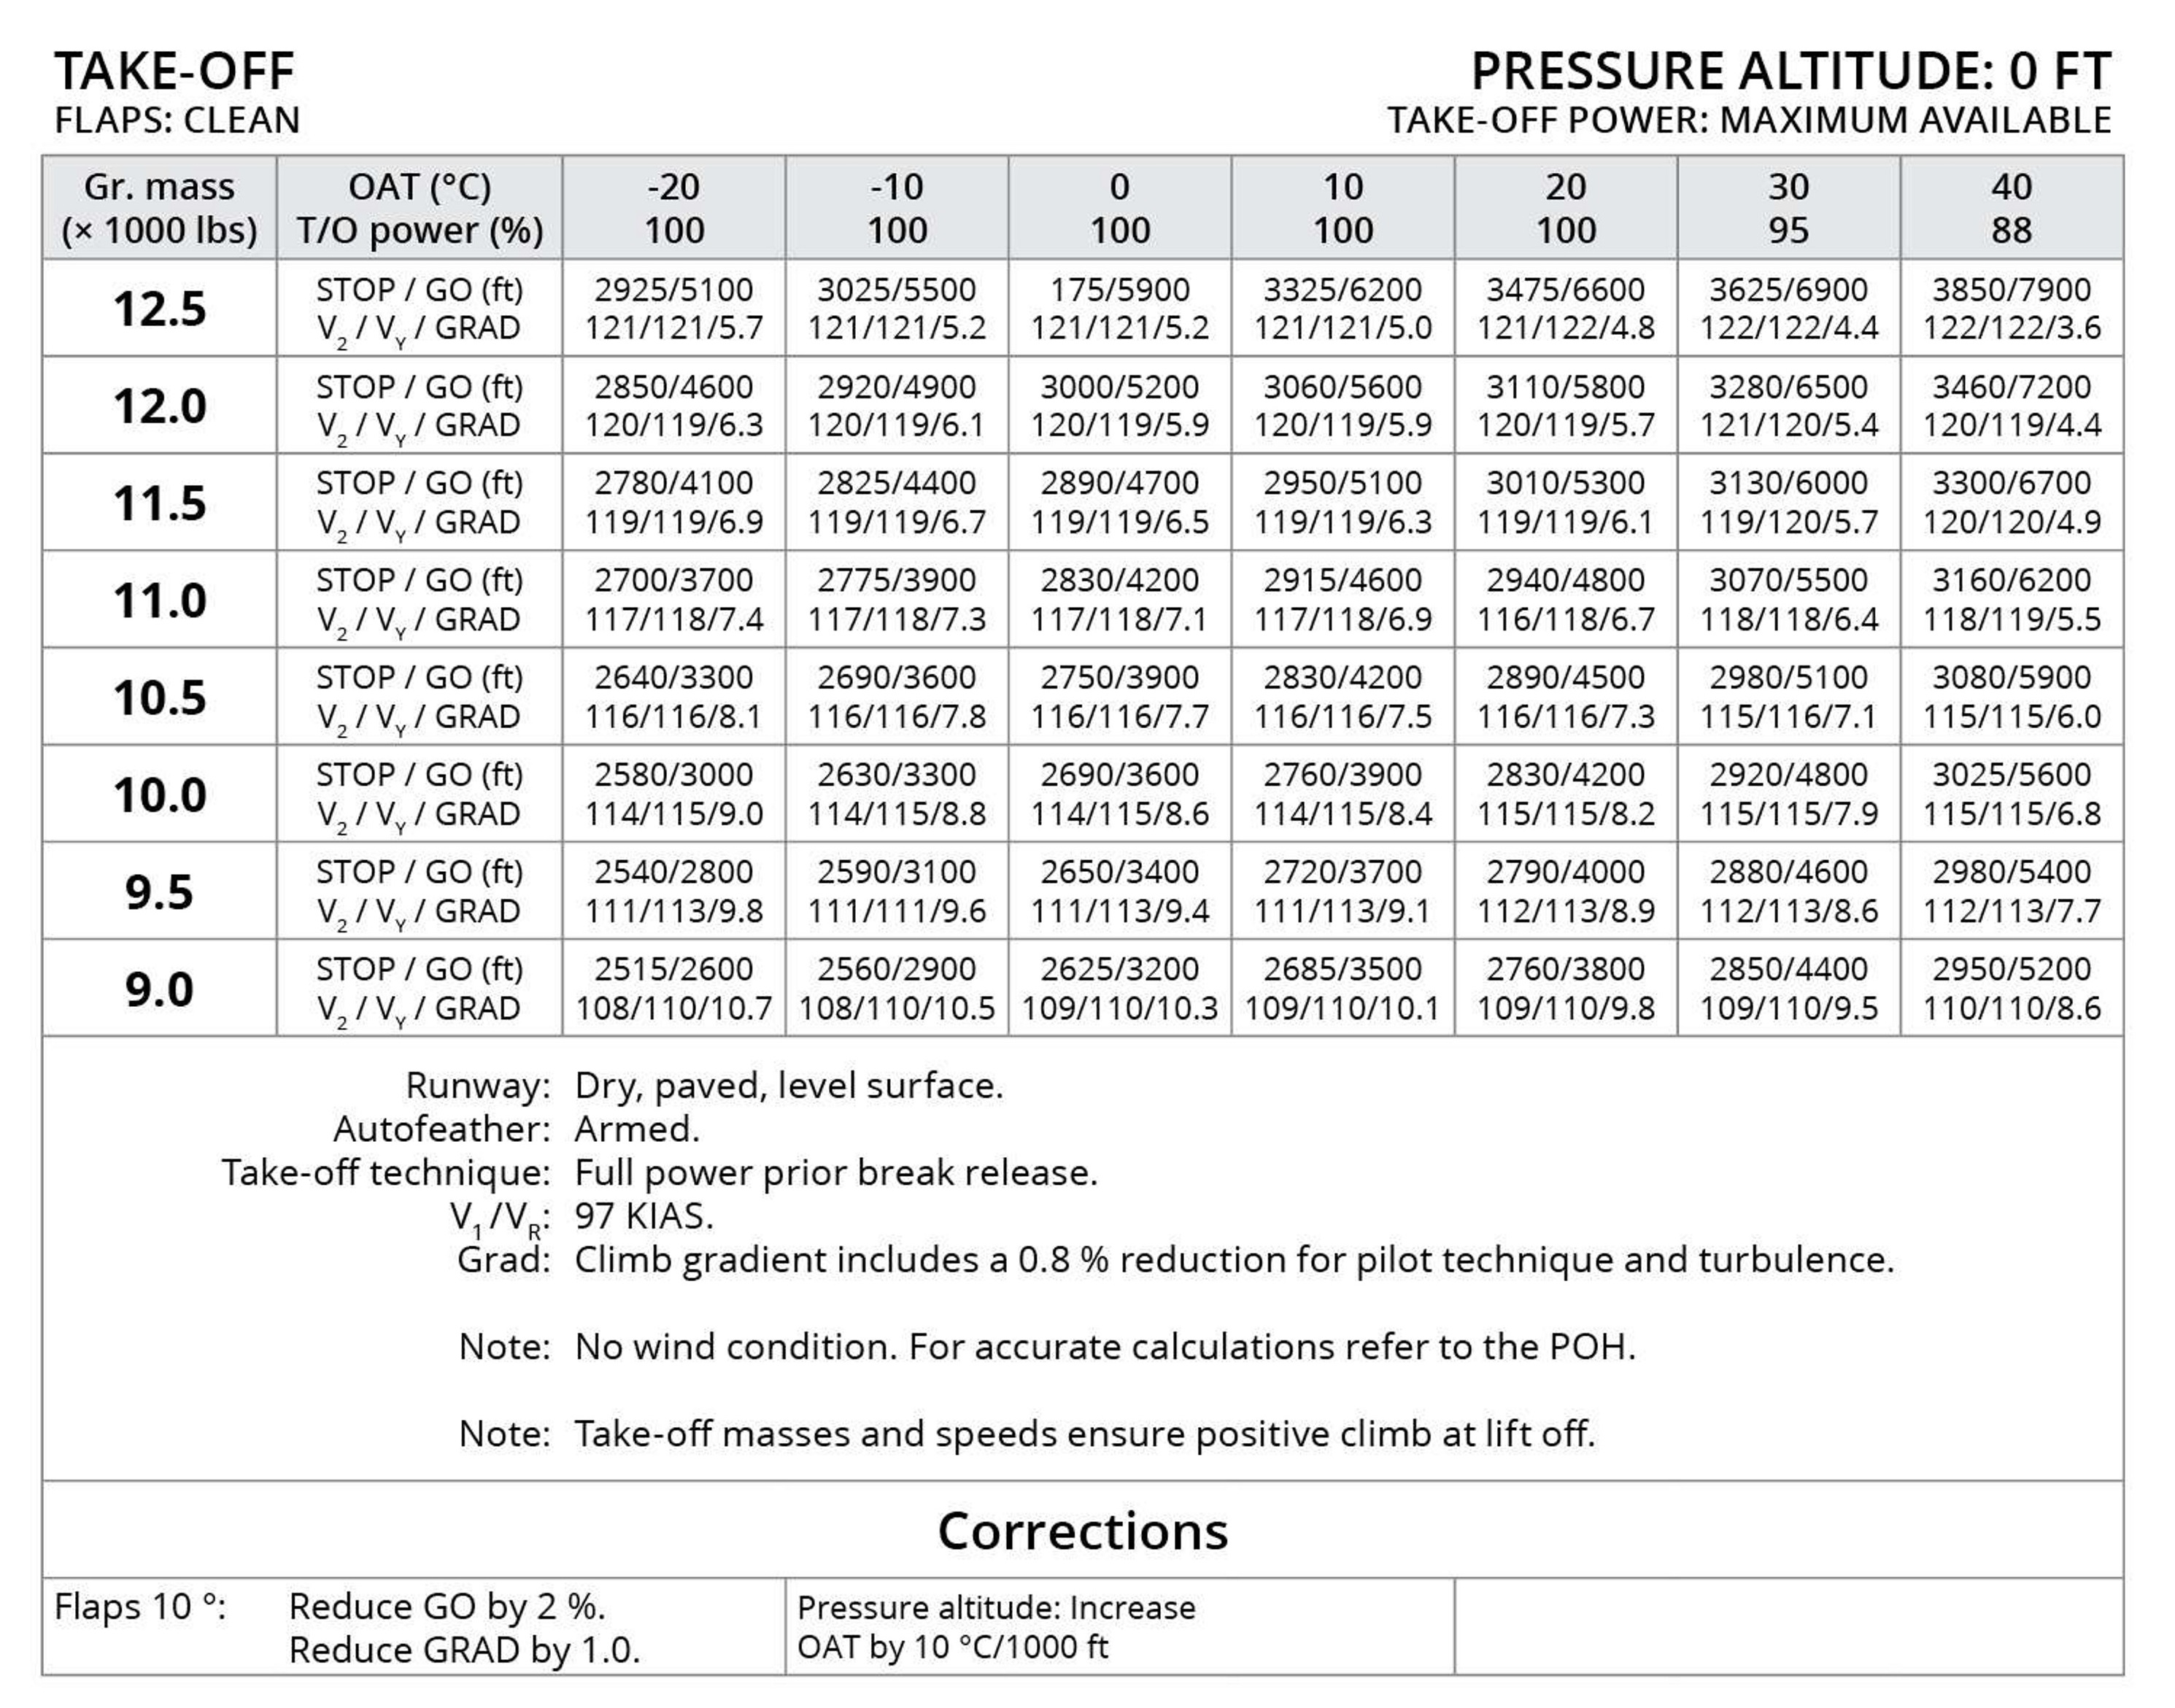 TAKE-OFF
FLAPS: CLEAN
PRESSURE ALTITUDE: 0 FT
TAKE-OFF POWER: MAXIMUM AVAILABLE
Gr. mass OAT (°C) -20 -10 0 10 20 30 40
(× 1000 lbs) T/O power (%) 100 100 100 100 100 95 88
12.5 STOP / GO (ft) 2925/5100 3025/5500 175/5900 3325/6200 3475/6600 3625/6900 3850/7900
V2 / VY / GRAD 121/121/5.7 121/121/5.2 121/121/5.2 121/121/5.0 121/122/4.8 122/122/4.4 122/122/3.6
12.0 STOP / GO (ft) 2850/4600 2920/4900 3000/5200 3060/5600 3110/5800 3280/6500 3460/7200
V2 / VY / GRAD 120/119/6.3 120/119/6.1 120/119/5.9 120/119/5.9 120/119/5.7 121/120/5.4 120/119/4.4
11.5 STOP / GO (ft) 2780/4100 2825/4400 2890/4700 2950/5100 3010/5300 3130/6000 3300/6700
V2 / VY / GRAD 119/119/6.9 119/119/6.7 119/119/6.5 119/119/6.3 119/119/6.1 119/120/5.7 120/120/4.9
11.0 STOP / GO (ft) 2700/3700 2775/3900 2830/4200 2915/4600 2940/4800 3070/5500 3160/6200
V2 / VY / GRAD 117/118/7.4 117/118/7.3 117/118/7.1 117/118/6.9 116/118/6.7 118/118/6.4 118/119/5.5
10.5 STOP / GO (ft) 2640/3300 2690/3600 2750/3900 2830/4200 2890/4500 2980/5100 3080/5900
V2 / VY / GRAD 116/116/8.1 116/116/7.8 116/116/7.7 116/116/7.5 116/116/7.3 115/116/7.1 115/115/6.0
10.0 STOP / GO (ft) 2580/3000 2630/3300 2690/3600 2760/3900 2830/4200 2920/4800 3025/5600
V2 / VY / GRAD 114/115/9.0 114/115/8.8 114/115/8.6 114/115/8.4 115/115/8.2 115/115/7.9 115/115/6.8
9.5 STOP / GO (ft) 2540/2800 2590/3100 2650/3400 2720/3700 2790/4000 2880/4600 2980/5400
V2 / VY / GRAD 111/113/9.8 111/111/9.6 111/113/9.4 111/113/9.1 112/113/8.9 112/113/8.6 112/113/7.7
9.0 STOP / GO (ft) 2515/2600 2560/2900 2625/3200 2685/3500 2760/3800 2850/4400 2950/5200
V2 / VY / GRAD 108/110/10.7 108/110/10.5 109/110/10.3 109/110/10.1 109/110/9.8 109/110/9.5 110/110/8.6
Runway: Dry, paved, level surface.
Autofeather: Armed.
Take-off technique: Full power prior break release.
V1/VR: 97 KIAS.
Grad: Climb gradient includes a 0.8 % reduction for pilot technique and turbulence.
Note: No wind condition. For accurate calculations refer to the POH.
Note: Take-off masses and speeds ensure positive climb at lift off.
Corrections
Flaps 10 °: Reduce GO by 2 %.
Reduce GRAD by 1.0.
Pressure altitude: Increase
OAT by 10 °C/1000 ft